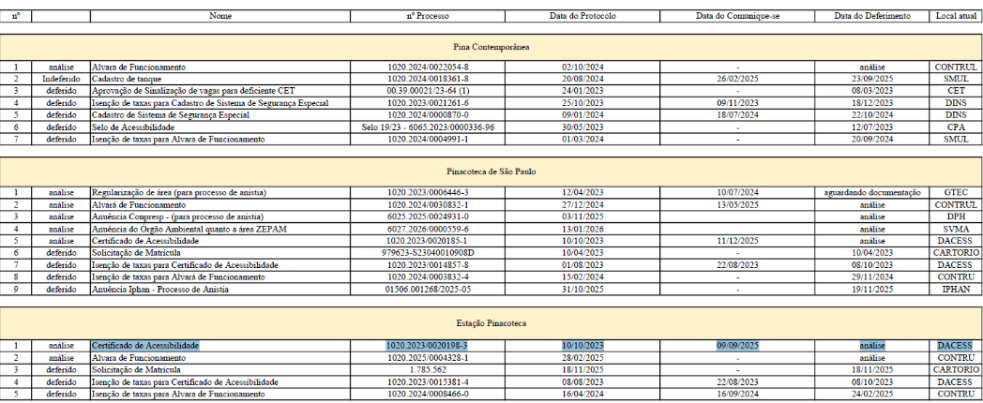 nº Nome nº Processo Data do Protocolo Data do Comunique-se Data do Deferimento Local atual
Pina Contemporânea
1 análise Alvara de Funcionamento 1020.2024/0022054-8 02/10/2024 - análise CONTRUL
2 Indeferido Cadastro de tanque 1020.2024/0018361-8 20/08/2024 26/02/2025 23/09/2025 SMUL
3 deferido Aprovação de Sinalização de vagas para deficiente CET 00.39.00021/23-64 (1) 24/01/2023 - 08/03/2023 CET
4 deferido Isenção de taxas para Cadastro de Sistema de Segurança Especial 1020.2023/0021261-6 25/10/2023 09/11/2023 18/12/2023 DINS
5 deferido Cadastro de Sistema de Segurança Especial 1020.2024/0000870-0 09/01/2024 18/07/2024 22/10/2024 DINS
6 deferido Selo de Acessibilidade Selo 19/23 - 6065.2023/0000336-96 30/05/2023 - 12/07/2023 CPA
7 deferido Isenção de taxas para Alvara de Funcionamento 1020.2024/0004991-1 01/03/2024 - 20/09/2024 SMUL
Pinacoteca de São Paulo
1 análise Regularização de área (para processo de anistia) 1020.2023/0006446-3 12/04/2023 10/07/2024 aguardando documentação GTEC
2 análise Alvará de Funcionamento 1020.2024/0030832-1 27/12/2024 13/05/2025 análise CONTRUL
3 análise Anuência Conpresp - (para processo de anistia) 6025.2025/0024931-0 03/11/2025 análise DPH
4 análise Anuência do Órgão Ambiental quanto a área ZEPAM 6027.2026/0000559-6 13/01/2026 análise SVMA
5 análise Certificado de Acessibilidade 1020.2023/0020185-1 10/10/2023 11/12/2025 análise DACESS
6 deferido Solicitação de Matrícula 979623-S23040010908D 10/04/2023 - 10/04/2023 CARTORIO
7 deferido Isenção de taxas para Certificado de Acessibilidade 1020.2023/0014857-8 01/08/2023 22/08/2023 08/10/2023 DACESS
8 deferido Isenção de taxas para Alvará de Funcionamento 1020.2024/0003832-4 15/02/2024 - 29/11/2024 CONTRU
9 deferido Anuência Iphan - Processo de Anistia 01506.001268/2025-05 31/10/2025 - 19/11/2025 IPHAN
Estação Pinacoteca
1 análise Certificado de Acessibilidade 1020.2023/0020198-3 10/10/2023 09/09/2025 análise DACESS
2 análise Alvara de Funcionamento 1020.2025/0004328-1 28/02/2025 - análise CONTRU
3 deferido Solicitação de Matrícula 1.785.562 18/11/2025 - 18/11/2025 CARTORIO
4 deferido Isenção de taxas para Certificado de Acessibilidade 1020.2023/0015381-4 08/08/2023 22/08/2023 08/10/2023 DACESS
5 deferido Isenção de taxas para Alvara de Funcionamento 1020.2024/0008466-0 16/04/2024 16/09/2024 24/02/2025 CONTRU